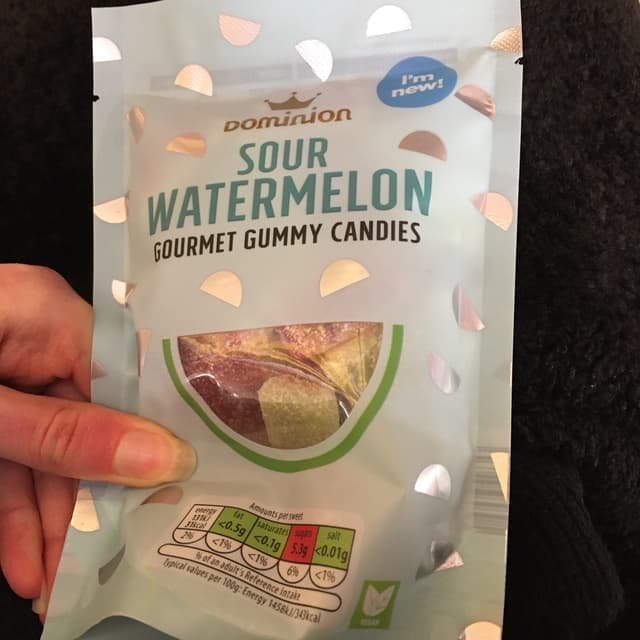 I'm
new!
DOMINION
SOUR
WATERMELON
GOURMET GUMMY CANDIES
Amounts per sweet
energy 131kJ 31kcal 2%
fat <0.5g <1%
saturates <0.1g <1%
sugars 5.3g 6%
salt <0.01g <1%
% of an adult's Reference Intake
Typical values per 100g: Energy 1458kJ/343kcal
VEGAN